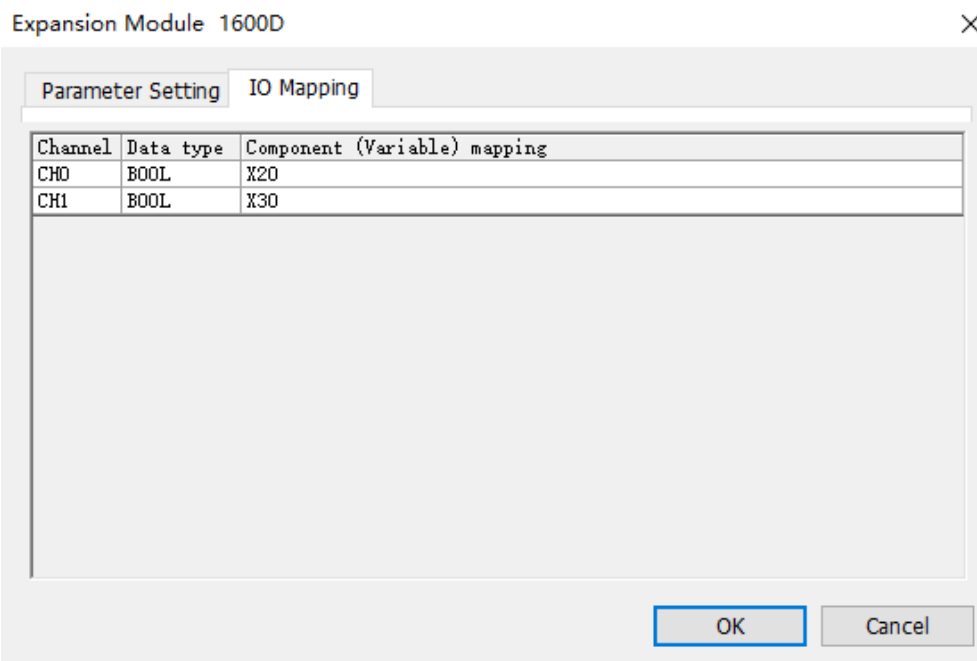 Expansion Module 1600D
Parameter Setting IO Mapping
Channel Data type Component (Variable) mapping
CH0 BOOL X20
CH1 BOOL X30
OK Cancel